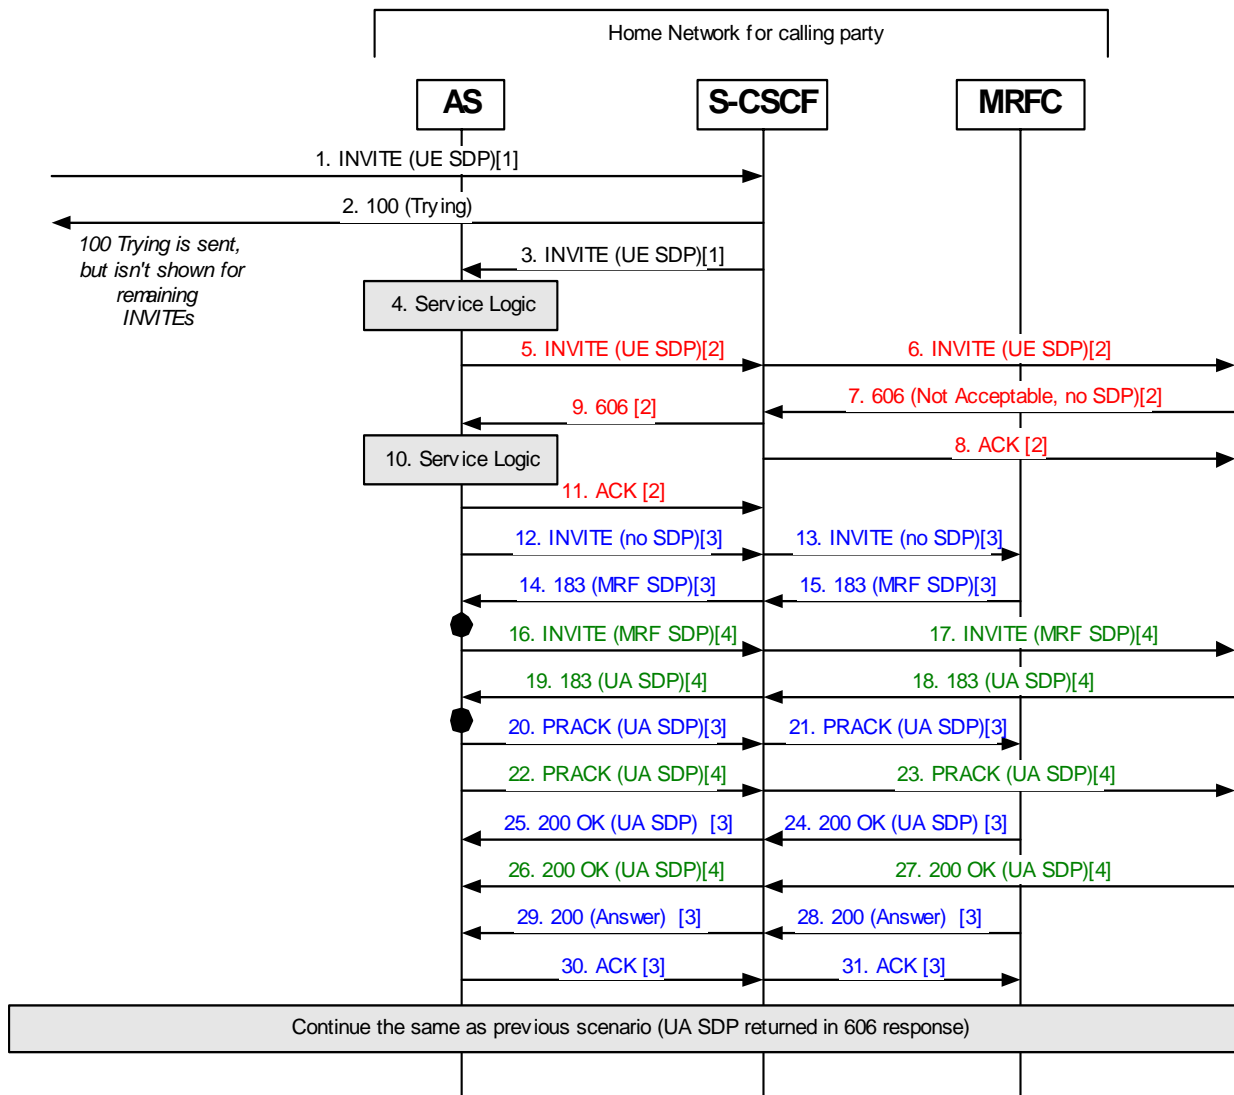 Home Network for calling party
AS
S-CSCF
MRFC
1. INVITE (UE SDP)[1]
2. 100 (Trying)
100 Trying is sent,
but isn't shown for
remaining
INVITEs
3. INVITE (UE SDP)[1]
4. Service Logic
5. INVITE (UE SDP)[2]
6. INVITE (UE SDP)[2]
7. 606 (Not Acceptable, no SDP)[2]
9. 606 [2]
10. Service Logic
8. ACK [2]
11. ACK [2]
12. INVITE (no SDP)[3]
13. INVITE (no SDP)[3]
14. 183 (MRF SDP)[3]
15. 183 (MRF SDP)[3]
16. INVITE (MRF SDP)[4]
17. INVITE (MRF SDP)[4]
19. 183 (UA SDP)[4]
18. 183 (UA SDP)[4]
20. PRACK (UA SDP)[3]
21. PRACK (UA SDP)[3]
22. PRACK (UA SDP)[4]
23. PRACK (UA SDP)[4]
25. 200 OK (UA SDP) [3]
24. 200 OK (UA SDP) [3]
26. 200 OK (UA SDP)[4]
27. 200 OK (UA SDP)[4]
29. 200 (Answer) [3]
28. 200 (Answer) [3]
30. ACK [3]
31. ACK [3]
Continue the same as previous scenario (UA SDP returned in 606 response)